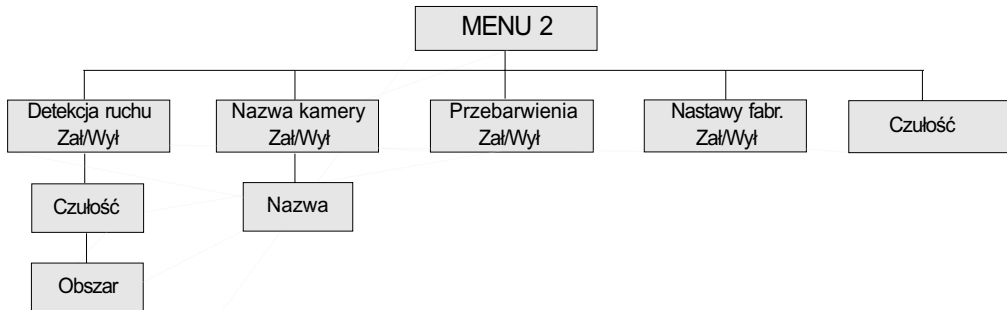 MENU 2
Detekcja ruchu
Zał/Wył
Nazwa kamery
Zał/Wył
Przebarwienia
Zał/Wył
Nastawy fabr.
Zał/Wył
Czułość
Czułość
Nazwa
Obszar